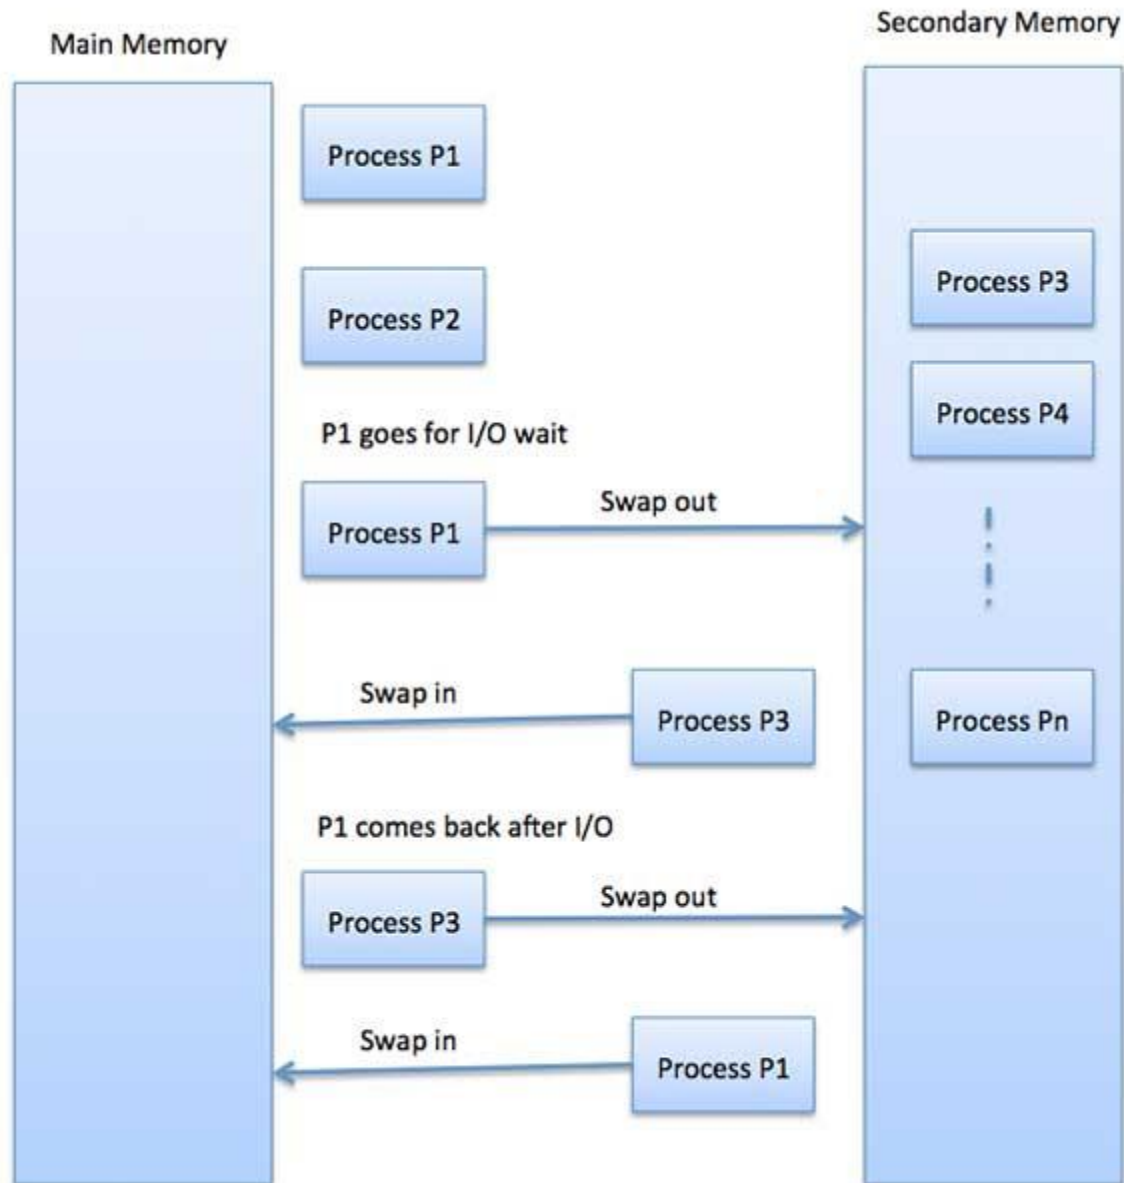 Main Memory
Secondary Memory
Process P1
Process P2
Process P3
Process P4
P1 goes for I/O wait
Process P1
Swap out
Swap in
Process P3
Process Pn
P1 comes back after I/O
Process P3
Swap out
Swap in
Process P1